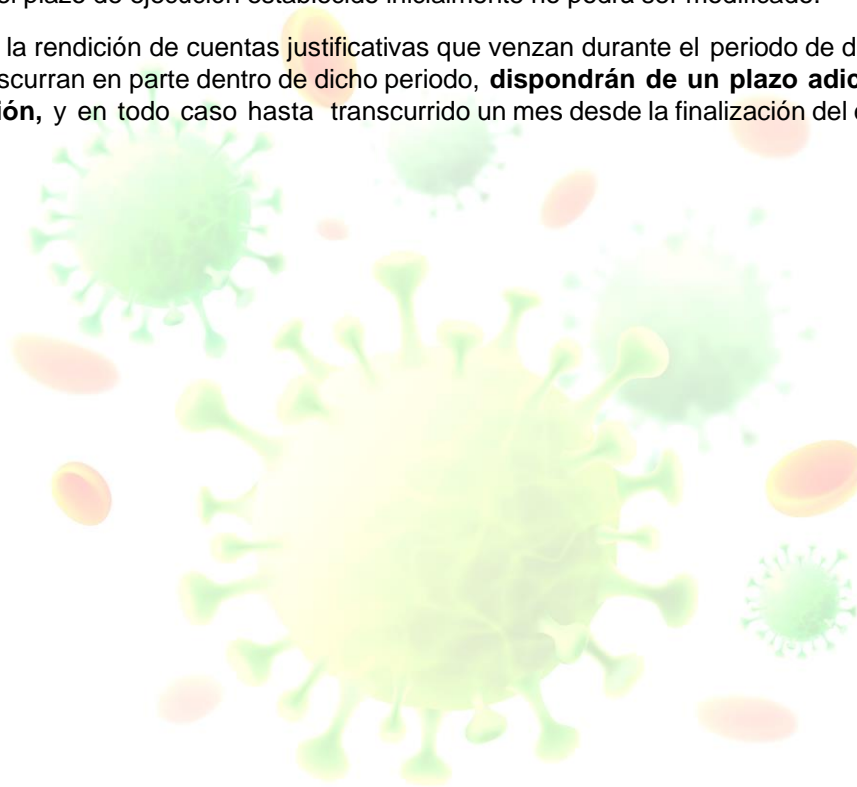 el plazo de ejecución establecido inicialmente no podrá ser modificado.
la rendición de cuentas justificativas que venzan durante el periodo de d
scurran en parte dentro de dicho periodo, dispondrán de un plazo adic
ión, y en todo caso hasta transcurrido un mes desde la finalización del